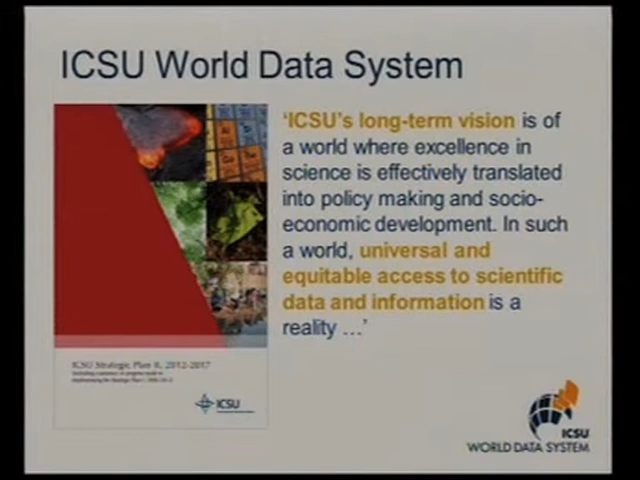 ICSU World Data System
‘ICSU’s long-term vision is of
a world where excellence in
science is effectively translated
into policy making and socio-
economic development. In such
a world, universal and
equitable access to scientific
data and information is a
reality …’
ICSU Strategic Plan II, 2012-2017
ICSU
ICSU
WORLD DATA SYSTEM